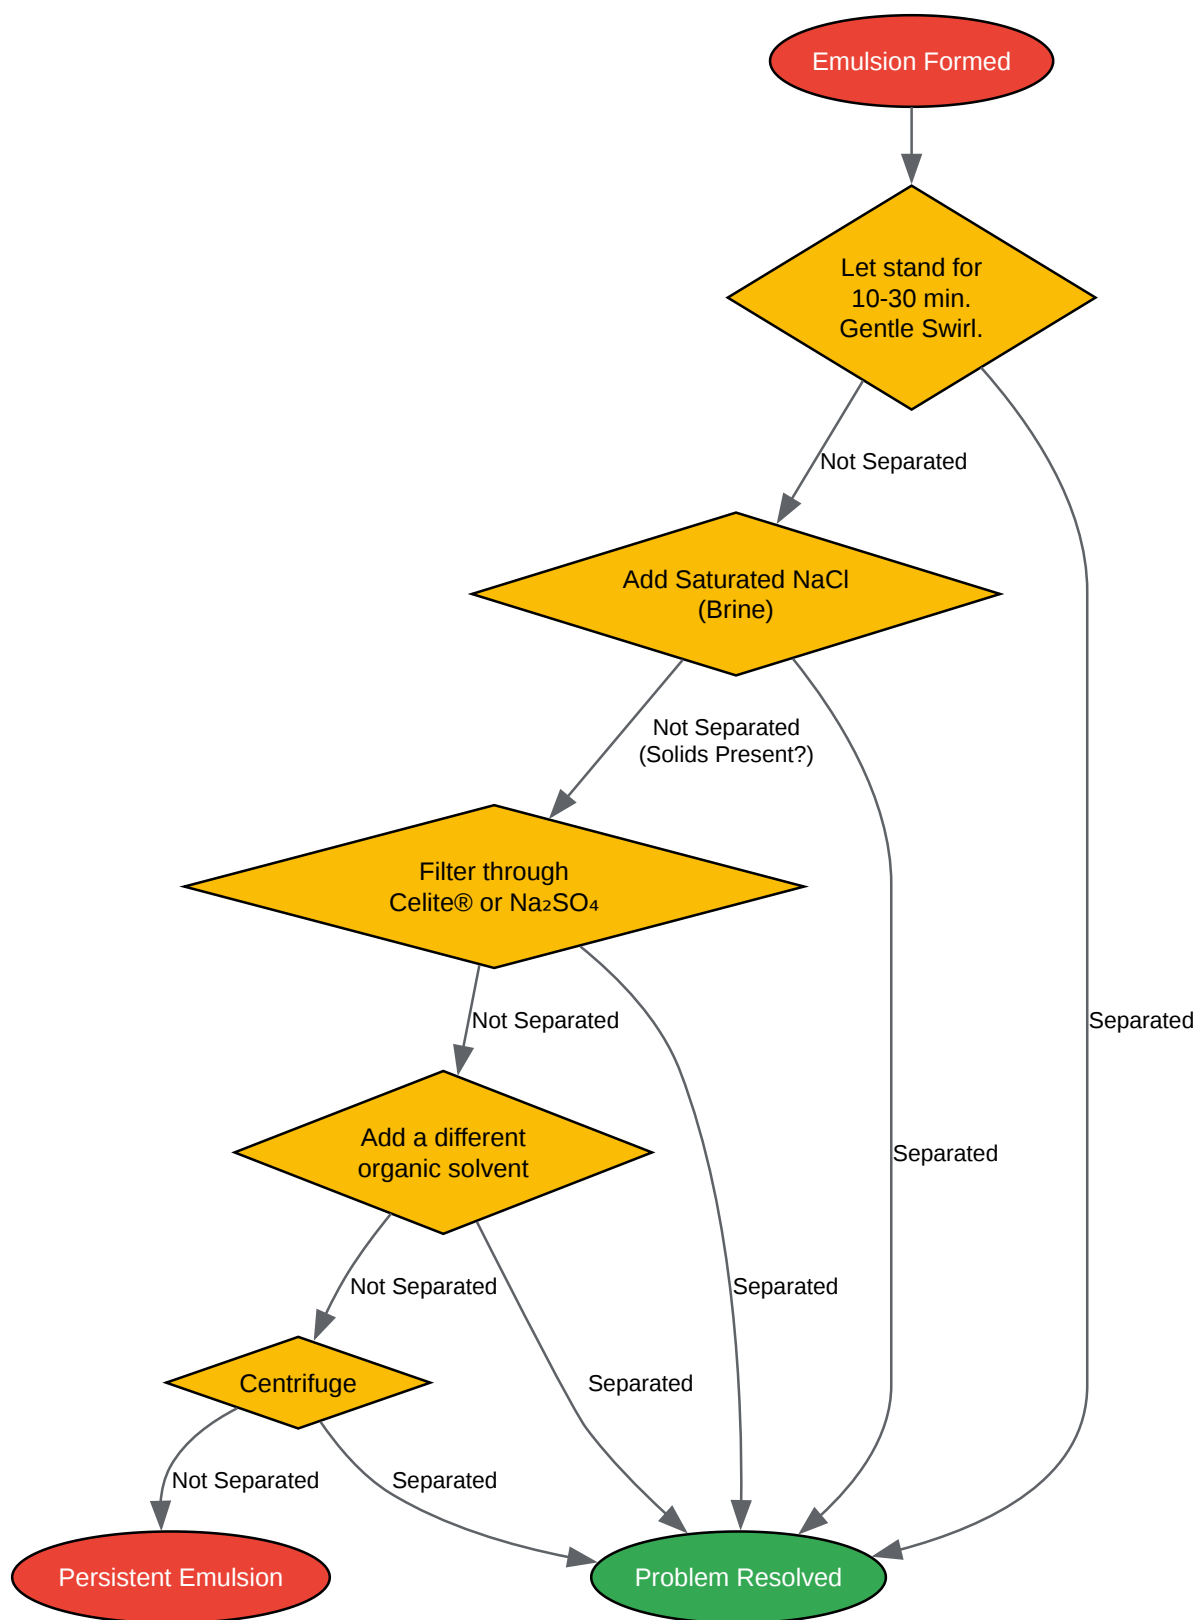 Emulsion Formed
Let stand for
10-30 min.
Gentle Swirl.
Not Separated
Add Saturated NaCl
(Brine)
Not Separated
(Solids Present?)
Filter through
Celite® or Na₂SO₄
Not Separated
Separated
Add a different
organic solvent
Separated
Not Separated
Separated
Centrifuge
Separated
Not Separated
Separated
Persistent Emulsion
Problem Resolved